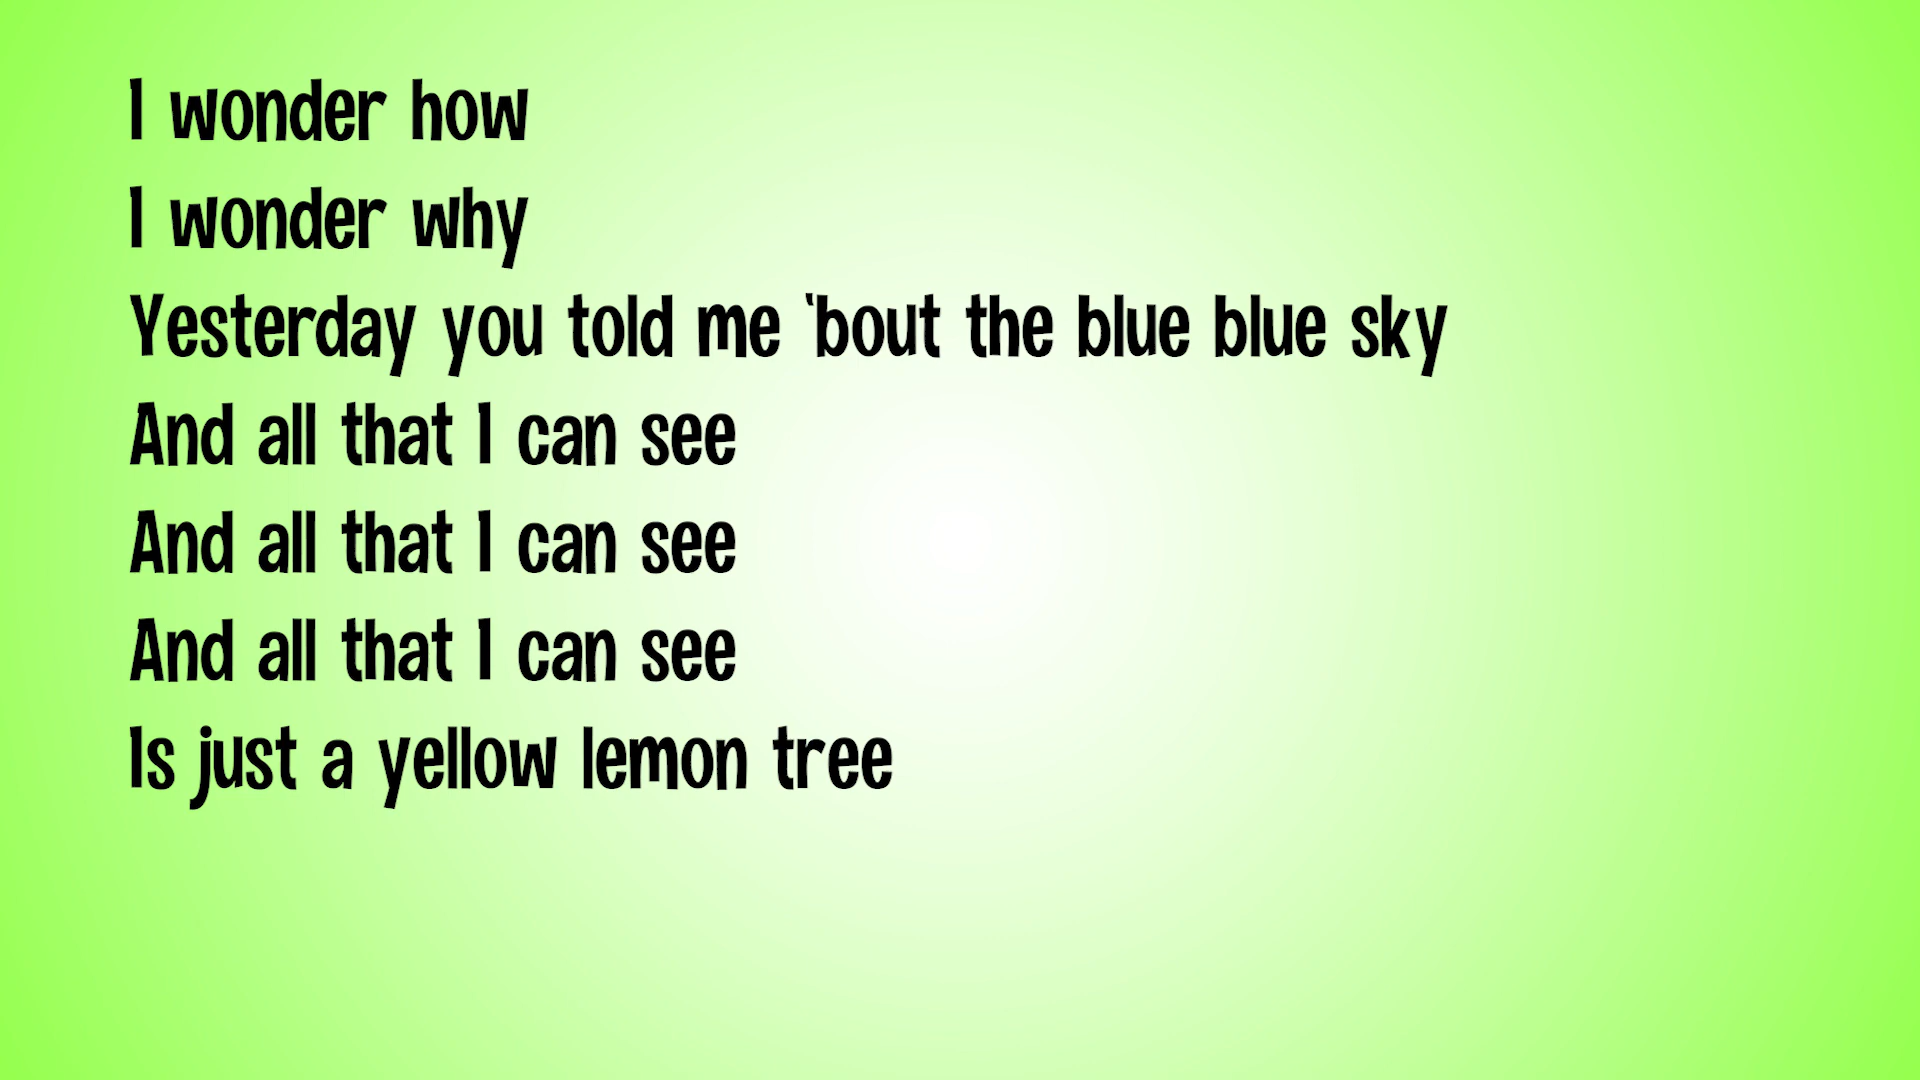 I wonder how
I wonder why
Yesterday you told me ‛bout the blue blue sky
And all that I can see
And all that I can see
And all that I can see
Is just a yellow lemon tree